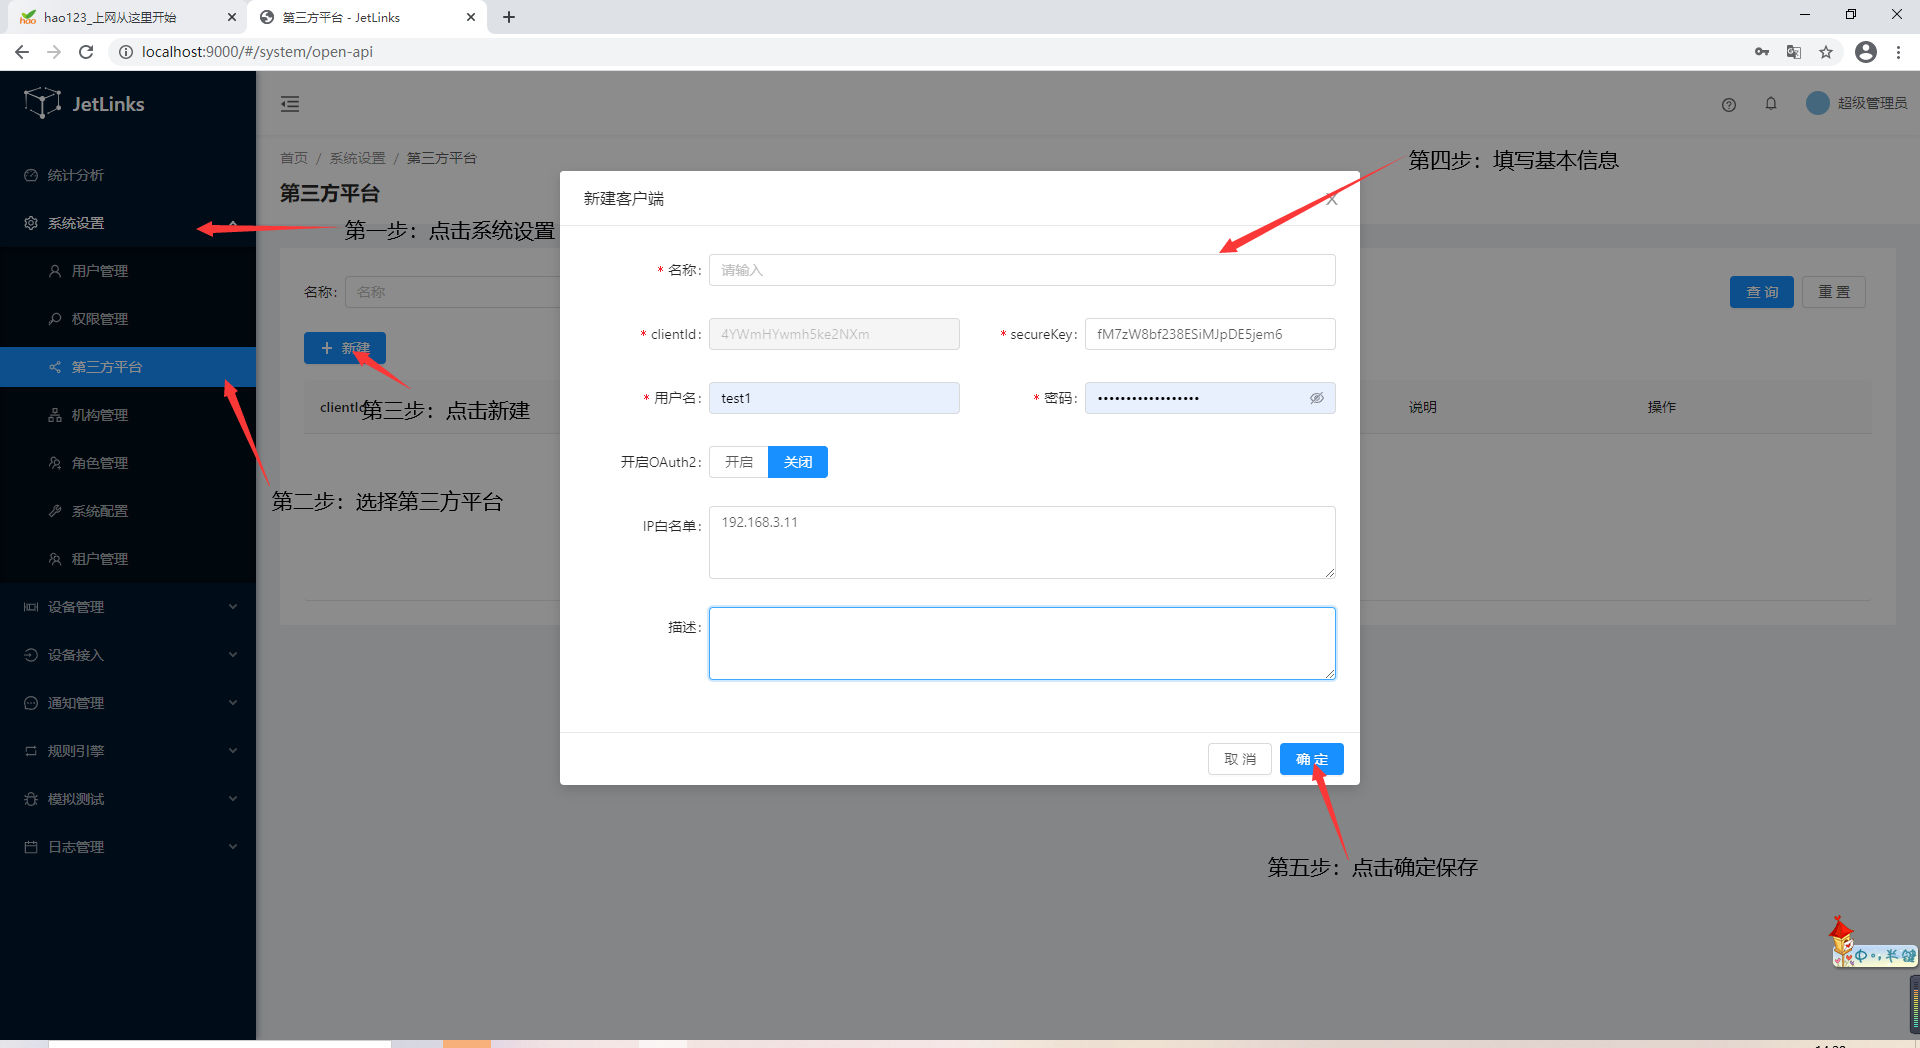 hao123_上网从这里开始
第三方平台 - JetLinks
localhost:9000/#/system/open-api
JetLinks
超级管理员
首页 / 系统设置 / 第三方平台
第三方平台
第四步：填写基本信息
统计分析
系统设置
第一步：点击系统设置
用户管理
权限管理
第三方平台
机构管理
角色管理
系统配置
租户管理
设备管理
设备接入
通知管理
规则引擎
模拟测试
日志管理
名称：
名称
查 询
重 置
新建
clientId
第三步：点击新建
说明
操作
第二步：选择第三方平台
新建客户端
* 名称：
请输入
* clientId：
4YWmHYwmh5ke2NXm
* secureKey：
fM7zW8bf238ESiMJpDE5jem6
* 用户名：
test1
* 密码：
••••••••••••••••••
开启OAuth2：
开启
关闭
IP白名单：
192.168.3.11
描述：
取 消
确 定
第五步：点击确定保存